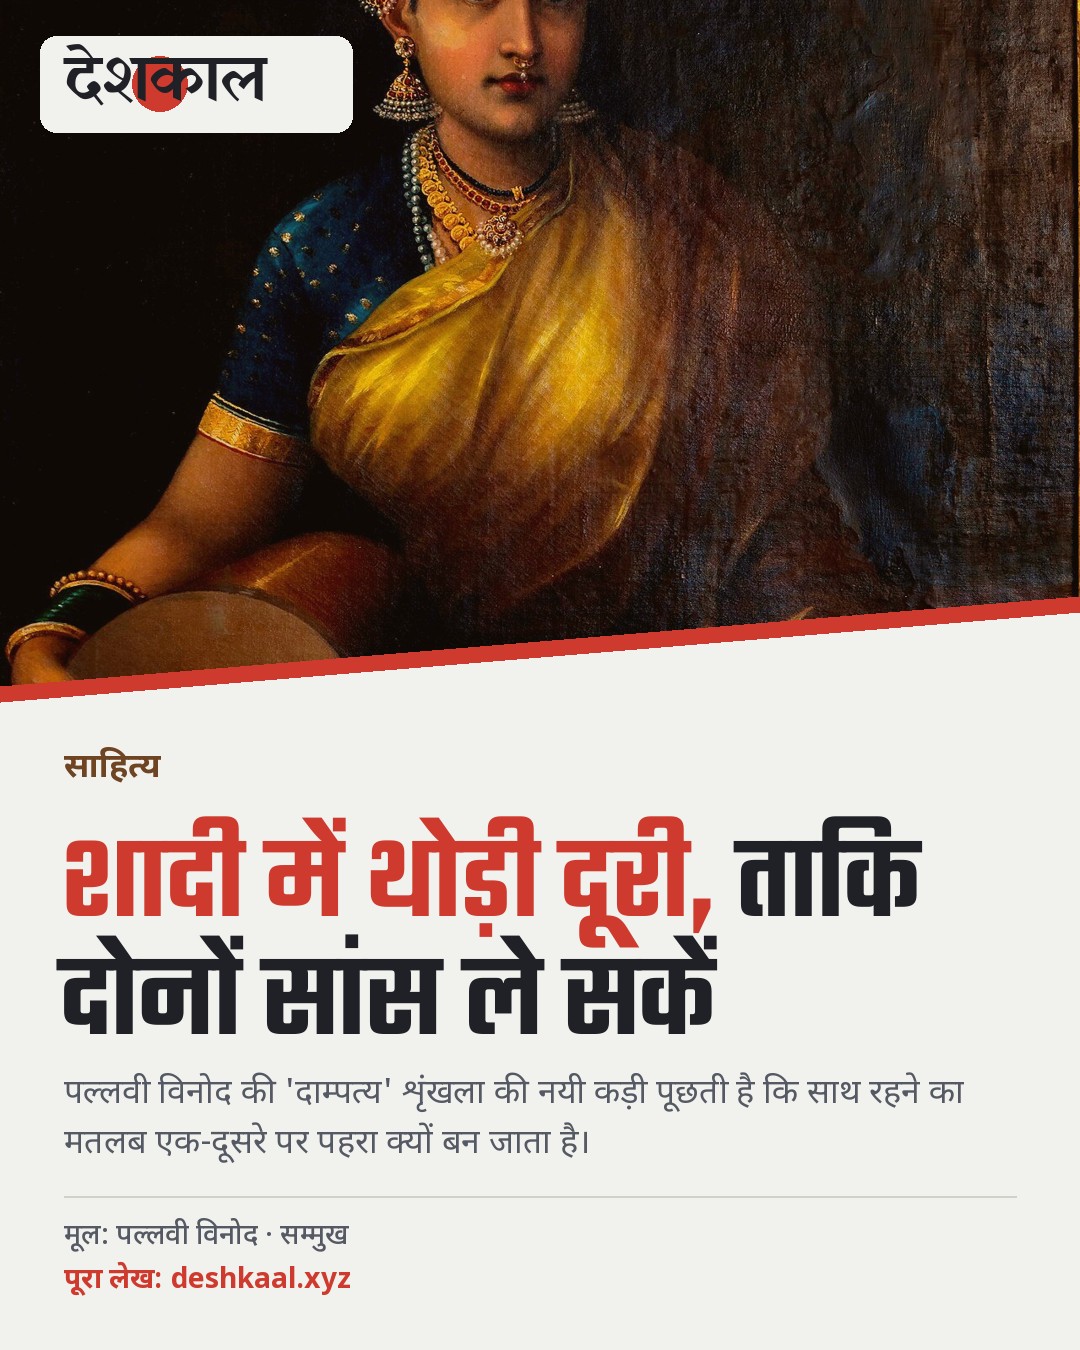 देशकाल
साहित्य
शादी में थोड़ी दूरी, ताकि
दोनों सांस ले सकें
पल्लवी विनोद की 'दाम्पत्य' शृंखला की नयी कड़ी पूछती है कि साथ रहने का
मतलब एक-दूसरे पर पहरा क्यों बन जाता है।
मूल: पल्लवी विनोद · सम्मुख
पूरा लेख: deshkaal.xyz